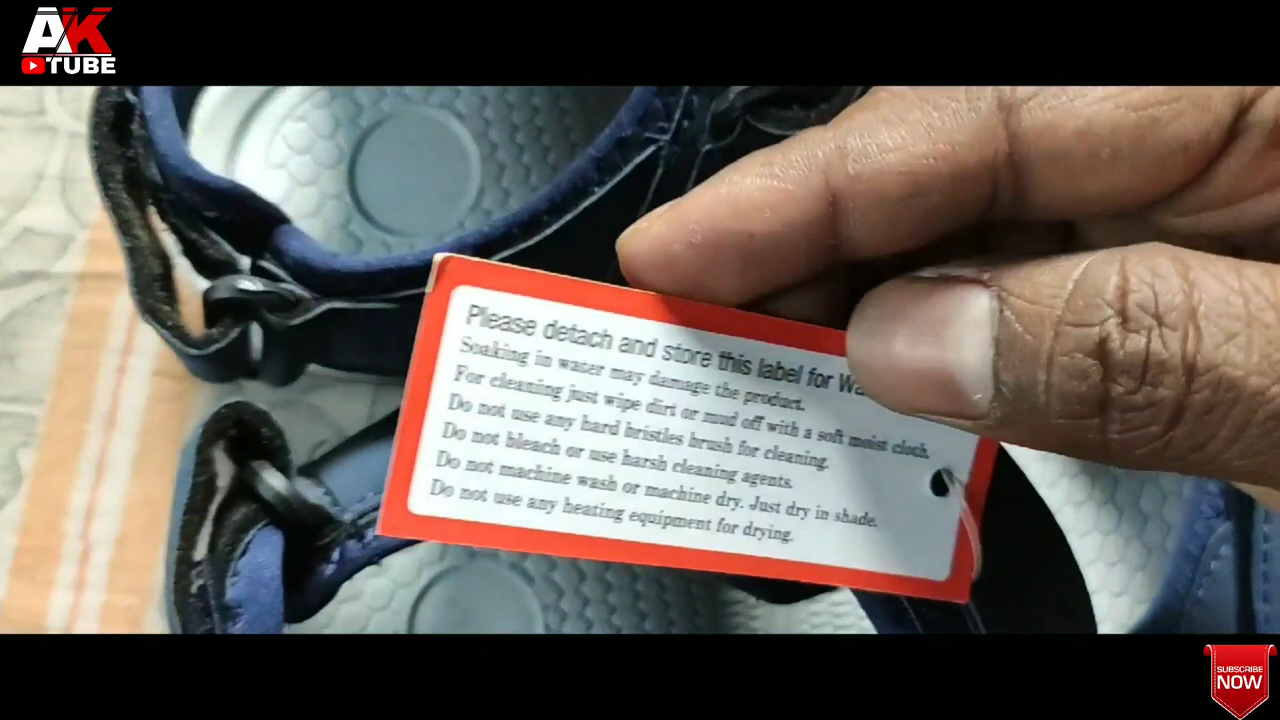 AK
TUBE
Please detach and store this label for
Soaking in water may damage the product.
For cleaning just wipe dirt or mud off with a soft moist cloth.
Do not use any hard bristles brush for cleaning.
Do not bleach or use harsh cleaning agents.
Do not machine wash or machine dry. Just dry in shade.
Do not use any heating equipment for drying.
SUBSCRIBE
NOW